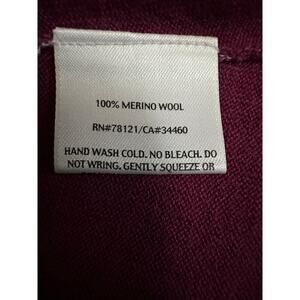 100% MERINO WOOL
RN#78121/CA#34460
HAND WASH COLD. NO BLEACH. DO
NOT WRING. GENTLY SQUEEZE OR